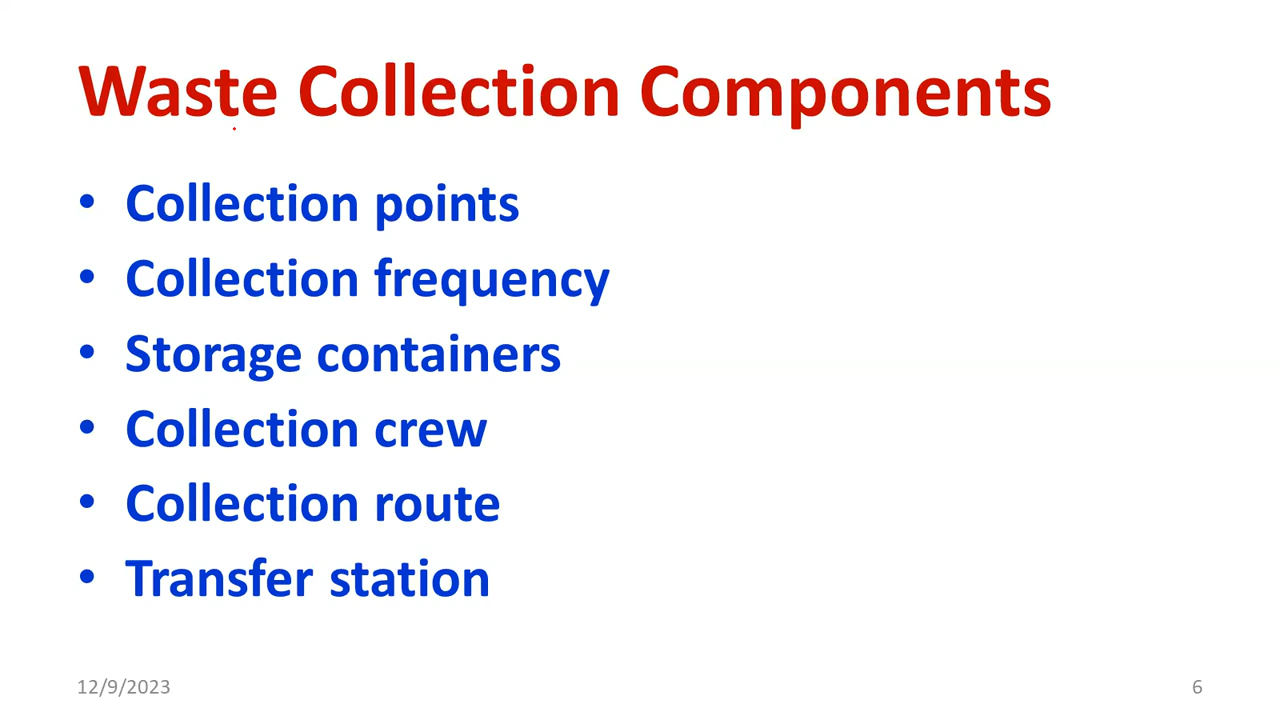 Waste Collection Components
• Collection points
• Collection frequency
• Storage containers
• Collection crew
• Collection route
• Transfer station
12/9/2023
6